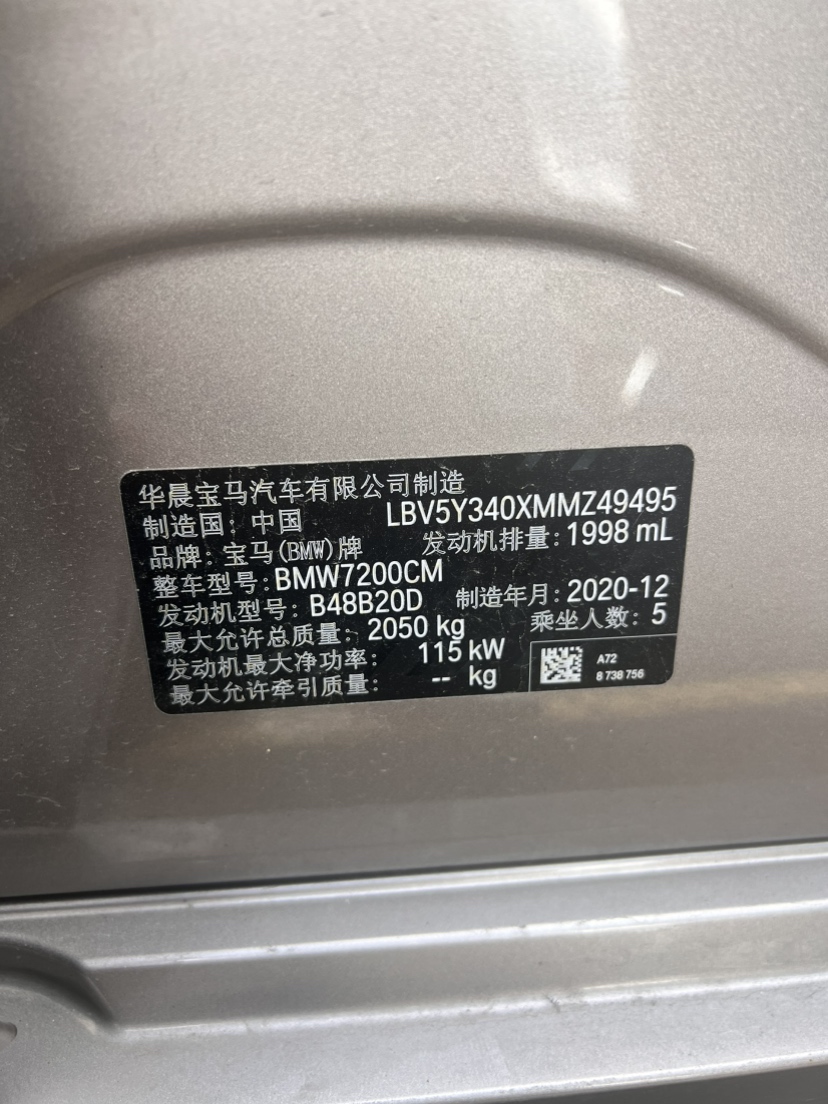 华晨宝马汽车有限公司制造
制造国: 中国 LBV5Y340XMMZ49495
品牌: 宝马(BMW)牌 发动机排量: 1998 mL
整车型号: BMW7200CM
发动机型号: B48B20D 制造年月: 2020-12
最大允许总质量: 2050 kg 乘坐人数: 5
发动机最大净功率: 115 kW
最大允许牵引质量: -- kg
A72
8 738 756